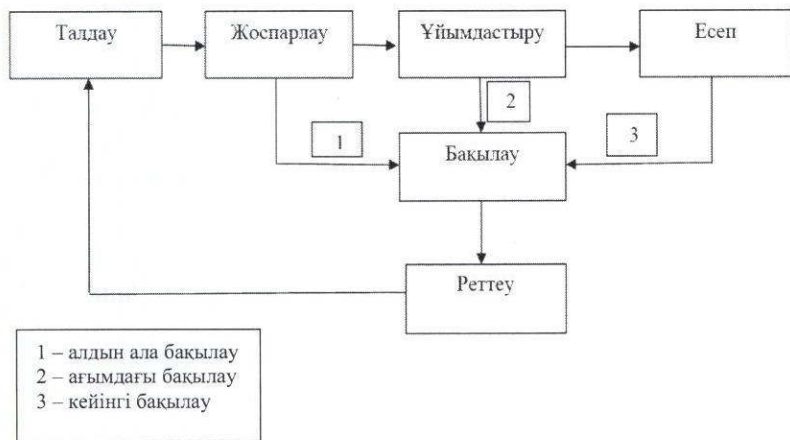 Талдау
Жоспарлау
Ұйымдастыру
Есеп
2
1
Бақылау
3
Реттеу
1 – алдын ала бақылау
2 – ағымдағы бақылау
3 – кейінгі бақылау